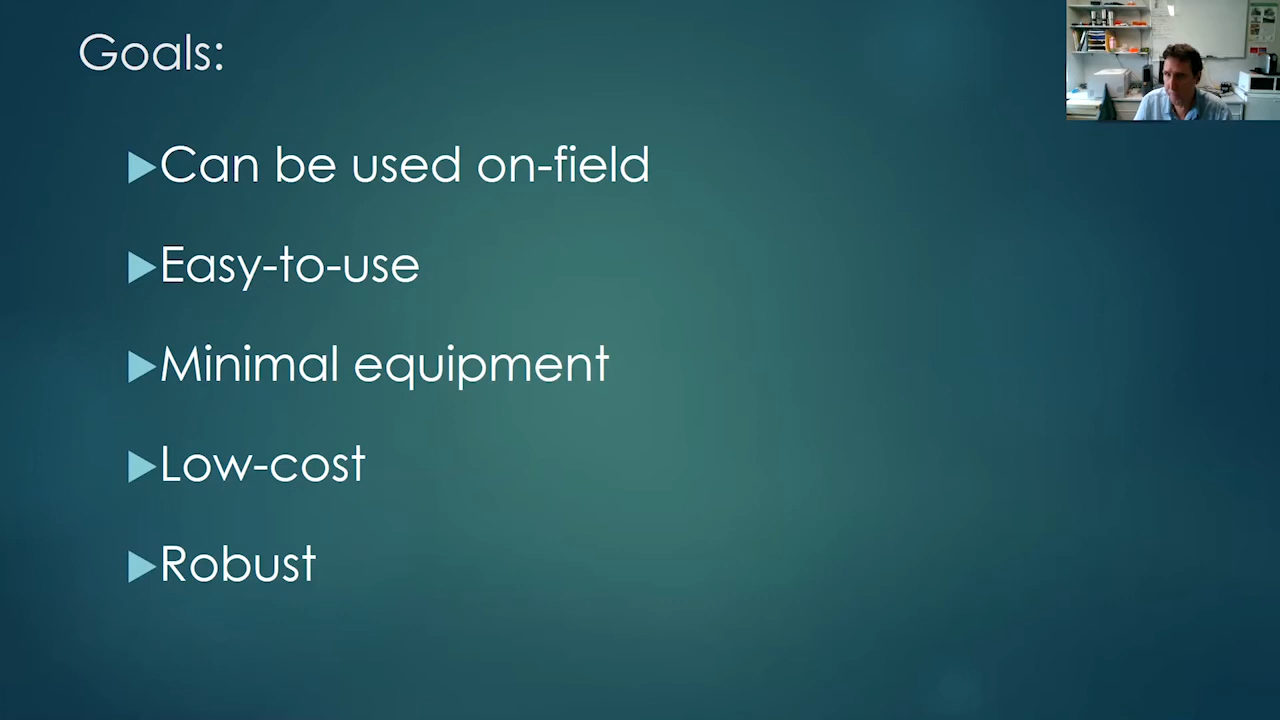 Goals:
Can be used on-field
Easy-to-use
Minimal equipment
Low-cost
Robust